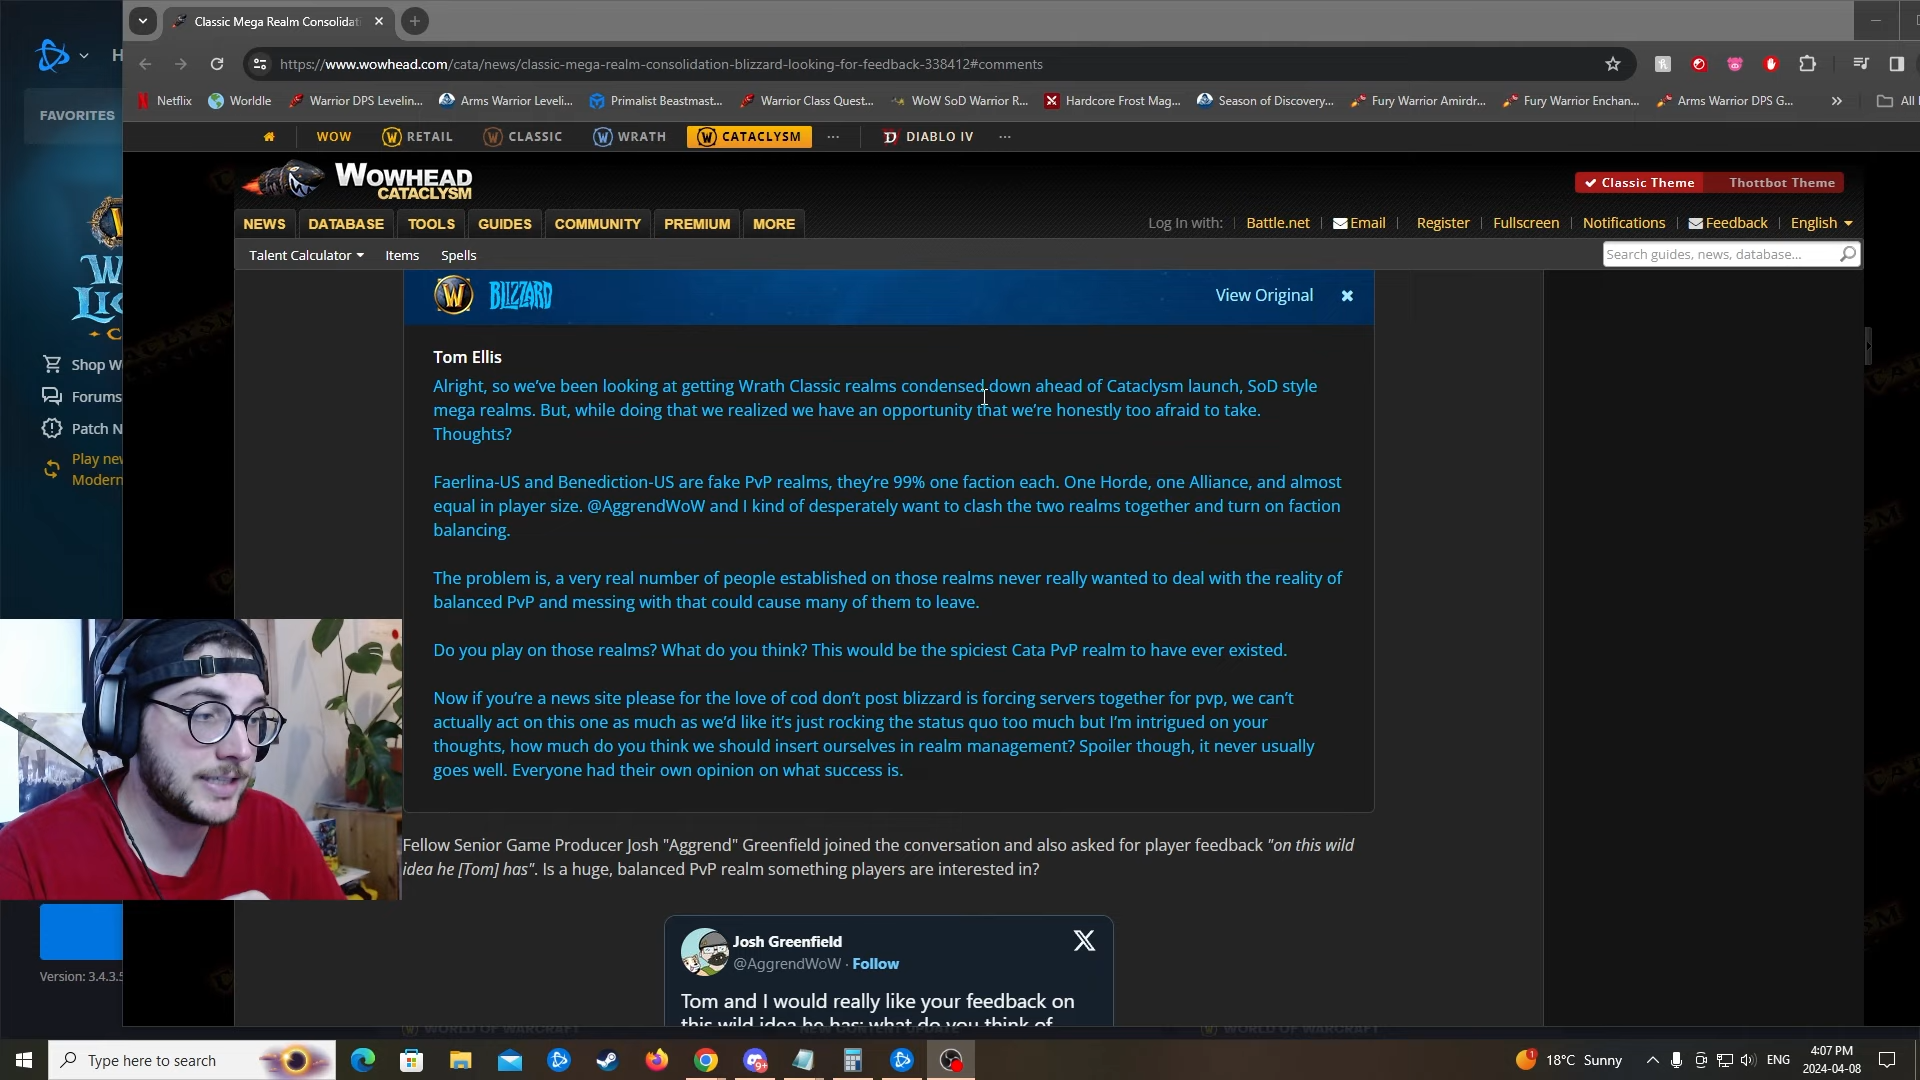 Classic Mega Realm Consolidati
https://www.wowhead.com/cata/news/classic-mega-realm-consolidation-blizzard-looking-for-feedback-338412#comments
Netflix Worldle Warrior DPS Levelin... Arms Warrior Leveli... Primalist Beastmast... Warrior Class Quest... WoW SoD Warrior R... Hardcore Frost Mag... Season of Discovery... Fury Warrior Amirdr... Fury Warrior Enchan... Arms Warrior DPS G... » All
FAVORITES
WOW RETAIL CLASSIC WRATH CATACLYSM ... DIABLO IV ...
WOWHEAD
CATACLYSM
Classic Theme Thottbot Theme
NEWS DATABASE TOOLS GUIDES COMMUNITY PREMIUM MORE
Log In with: Battle.net Email Register Fullscreen Notifications Feedback English
Talent Calculator Items Spells
Search guides, news, database...
BLIZZARD
View Original
Shop W
Forums
Patch N
Play new
Modern
Tom Ellis
Alright, so we've been looking at getting Wrath Classic realms condensed down ahead of Cataclysm launch, SoD style
mega realms. But, while doing that we realized we have an opportunity that we're honestly too afraid to take.
Thoughts?
Faerlina-US and Benediction-US are fake PvP realms, they're 99% one faction each. One Horde, one Alliance, and almost
equal in player size. @AggrendWoW and I kind of desperately want to clash the two realms together and turn on faction
balancing.
The problem is, a very real number of people established on those realms never really wanted to deal with the reality of
balanced PvP and messing with that could cause many of them to leave.
Do you play on those realms? What do you think? This would be the spiciest Cata PvP realm to have ever existed.
Now if you're a news site please for the love of cod don't post blizzard is forcing servers together for pvp, we can't
actually act on this one as much as we'd like it's just rocking the status quo too much but I'm intrigued on your
thoughts, how much do you think we should insert ourselves in realm management? Spoiler though, it never usually
goes well. Everyone had their own opinion on what success is.
Fellow Senior Game Producer Josh "Aggrend" Greenfield joined the conversation and also asked for player feedback "on this wild
idea he [Tom] has". Is a huge, balanced PvP realm something players are interested in?
Josh Greenfield
@AggrendWoW · Follow
Tom and I would really like your feedback on
this wild idea he has: what do you think of
Version: 3.4.3.5
Type here to search
18°C Sunny
ENG
4:07 PM
2024-04-08